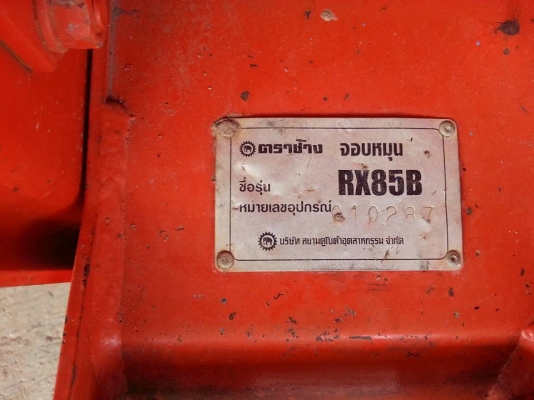 ตราช้าง จอบหมุน
ชื่อรุ่น RX85B
หมายเลขอุปกรณ์ 010287
บริษัท สยามคูโบต้าอุตสาหกรรม จำกัด